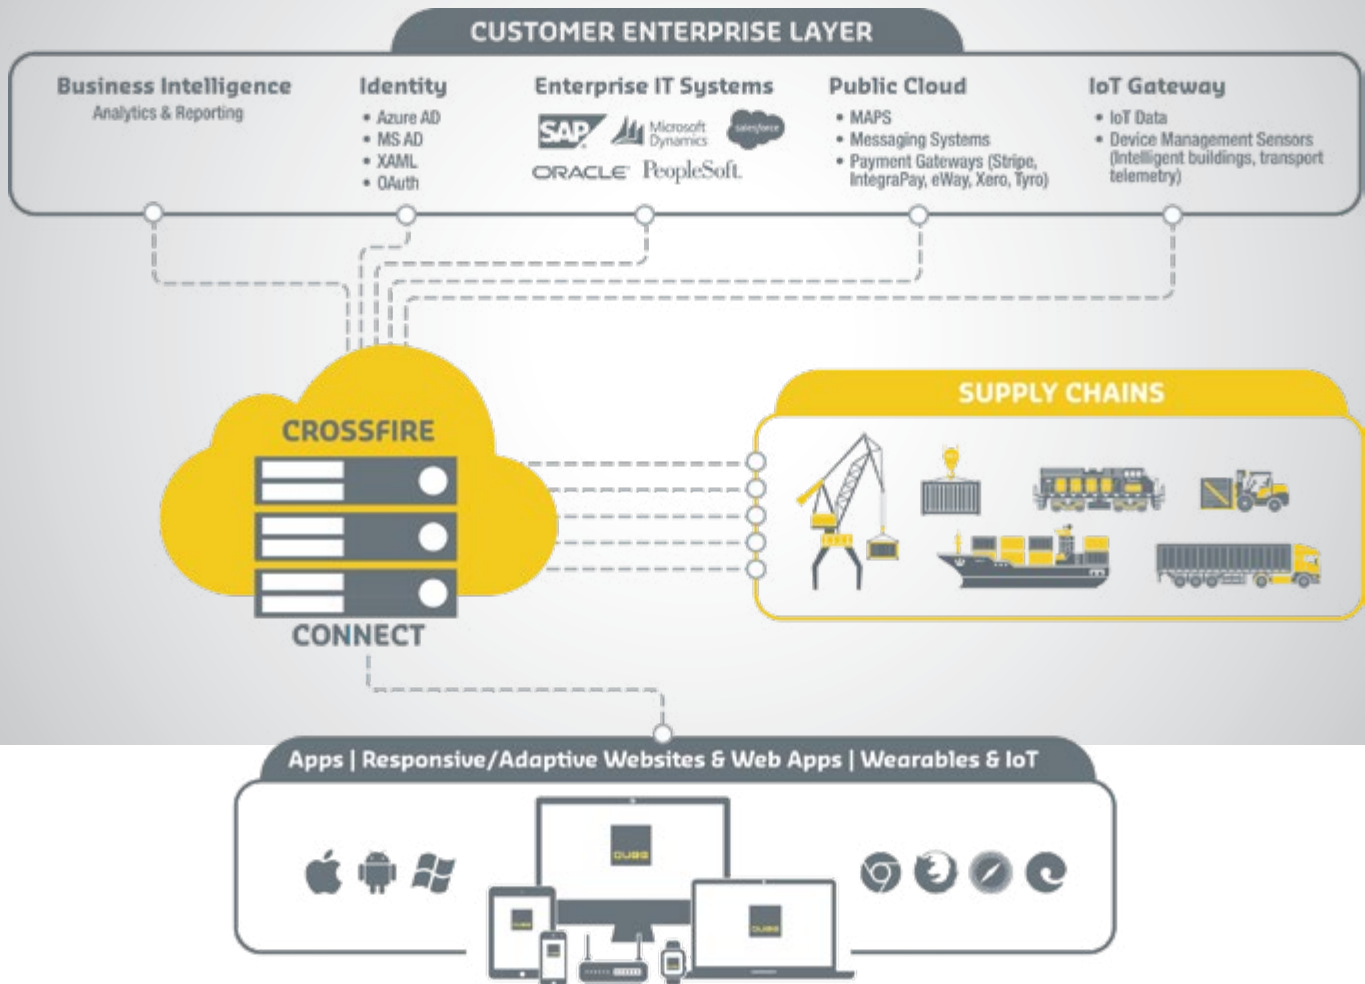 CUSTOMER ENTERPRISE LAYER
Business Intelligence
Analytics & Reporting
Identity
• Azure AD
• MS AD
• XAML
• OAuth
Enterprise IT Systems
SAP
Microsoft
Dynamics
salesforce
ORACLE
PeopleSoft.
Public Cloud
• MAPS
• Messaging Systems
• Payment Gateways (Stripe,
IntegraPay, eWay, Xero, Tyro)
IoT Gateway
• IoT Data
• Device Management Sensors
(Intelligent buildings, transport
telemetry)
CROSSFIRE
CONNECT
SUPPLY CHAINS
Apps | Responsive/Adaptive Websites & Web Apps | Wearables & IoT